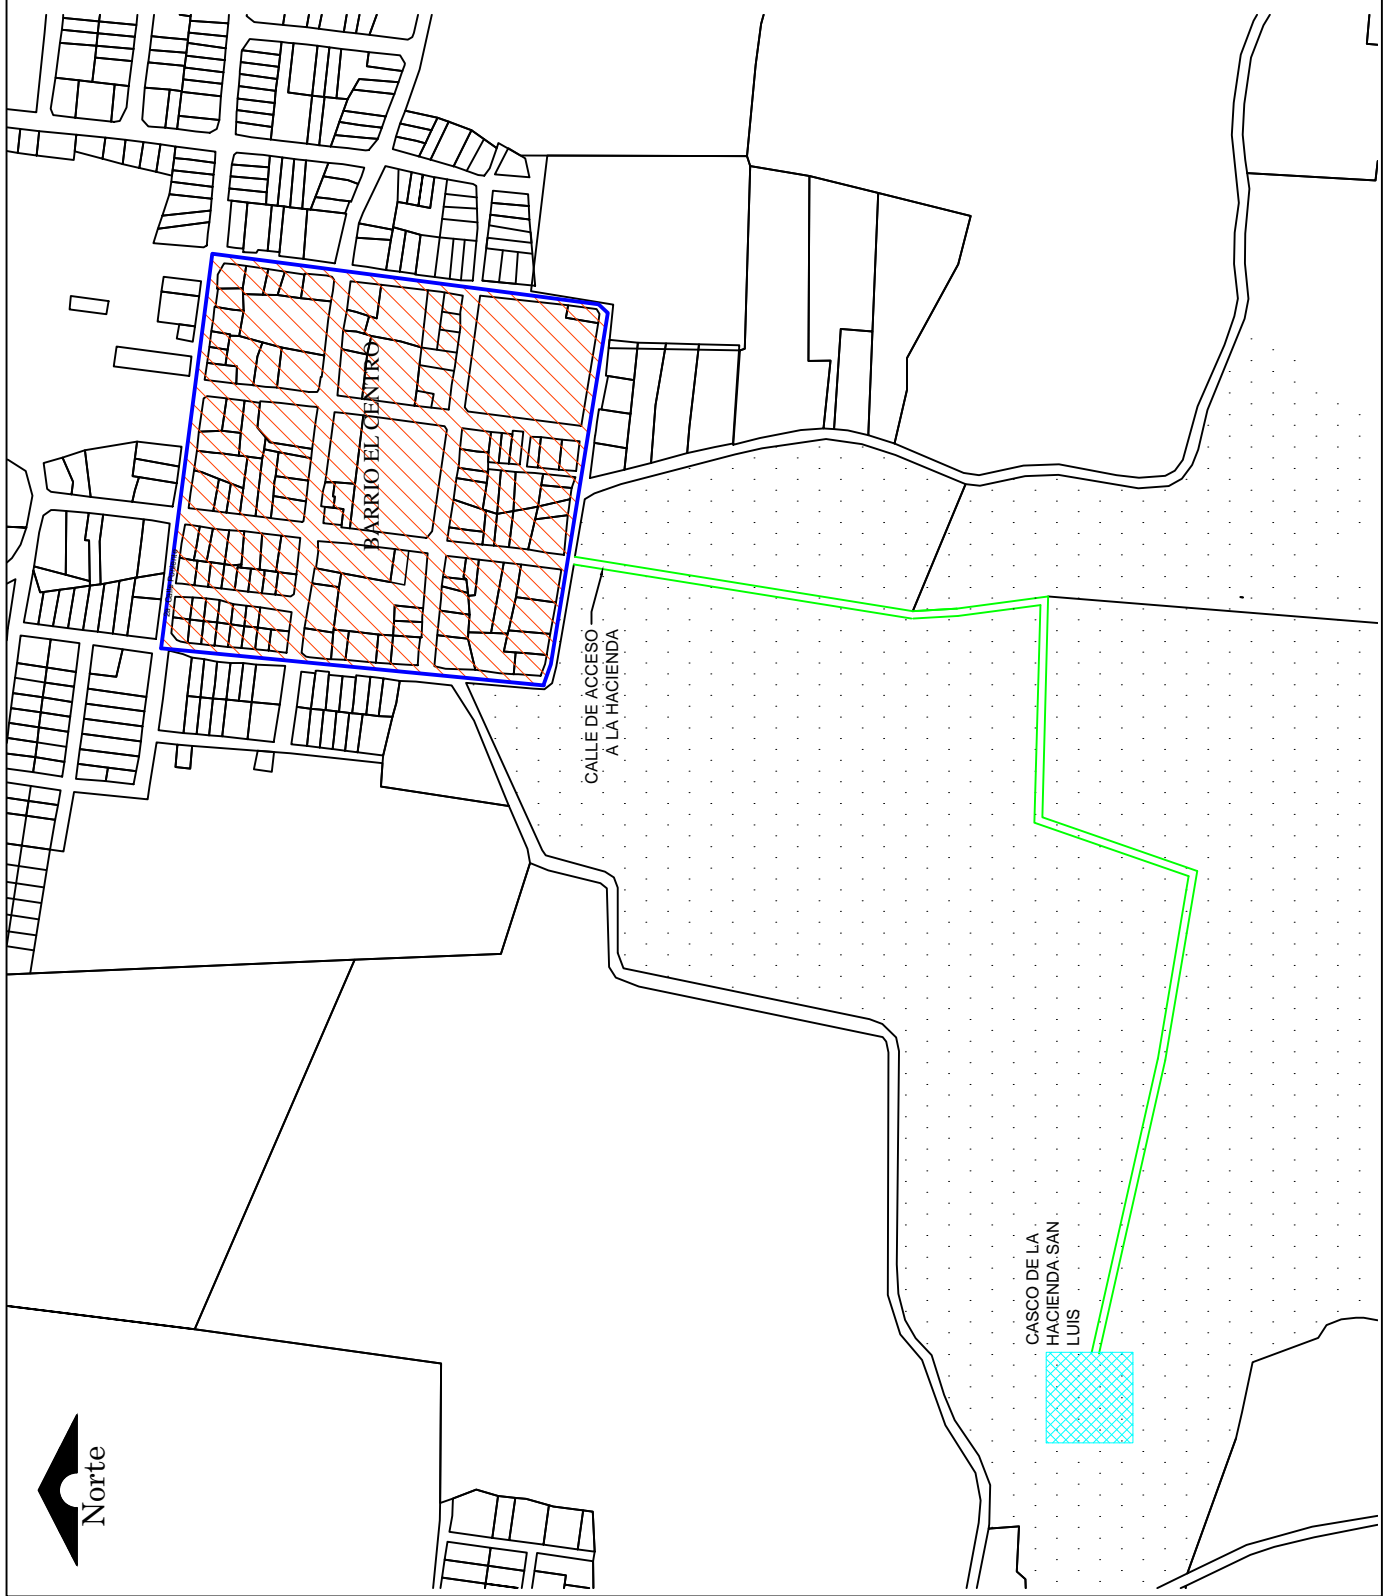 BARRIO EL CENTRO
CALLE DE ACCESO
A LA HACIENDA
CASCO DE LA
HACIENDA SAN
LUIS
Norte